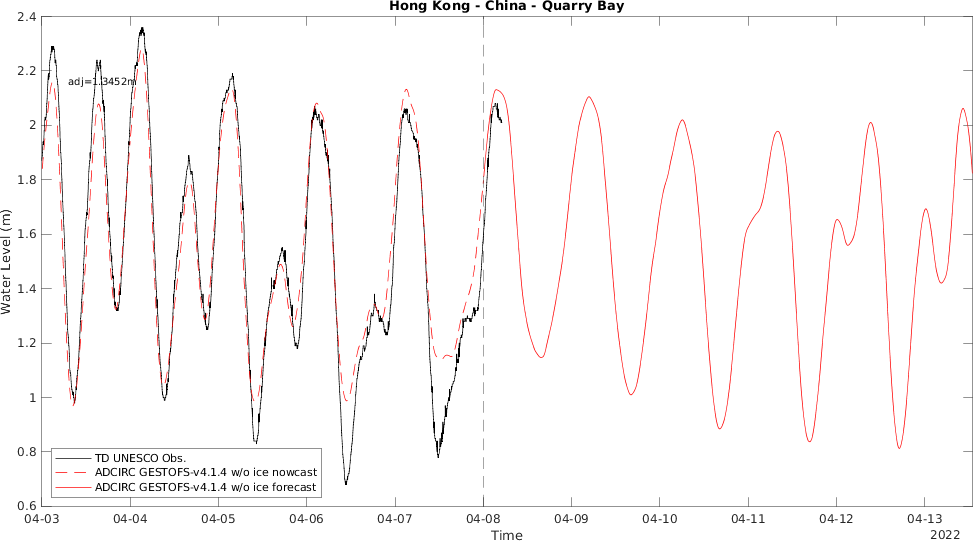 Hong Kong - China - Quarry Bay
2.4
2.2
2
1.8
1.6
1.4
1.2
1
0.8
0.6
Water Level (m)
adj=1.3452m
TD UNESCO Obs.
ADCIRC GESTOFS-v4.1.4 w/o ice nowcast
ADCIRC GESTOFS-v4.1.4 w/o ice forecast
04-03 04-04 04-05 04-06 04-07 04-08 04-09 04-10 04-11 04-12 04-13
Time
2022